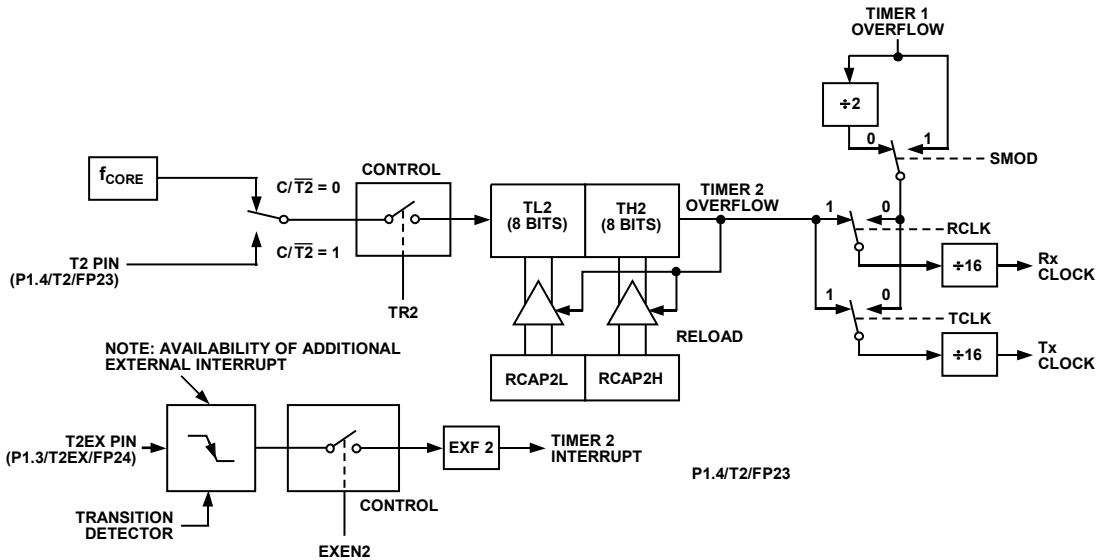 TIMER 1
OVERFLOW
÷2
0
1
SMOD
fCORE
C/T2 = 0
CONTROL
TL2
(8 BITS)
TH2
(8 BITS)
TIMER 2
OVERFLOW
1
0
RCLK
C/T2 = 1
T2 PIN
(P1.4/T2/FP23)
÷16
Rx
CLOCK
TR2
1
0
TCLK
RELOAD
NOTE: AVAILABILITY OF ADDITIONAL
EXTERNAL INTERRUPT
÷16
Tx
CLOCK
RCAP2L
RCAP2H
T2EX PIN
(P1.3/T2EX/FP24)
EXF 2
TIMER 2
INTERRUPT
P1.4/T2/FP23
CONTROL
TRANSITION
DETECTOR
EXEN2